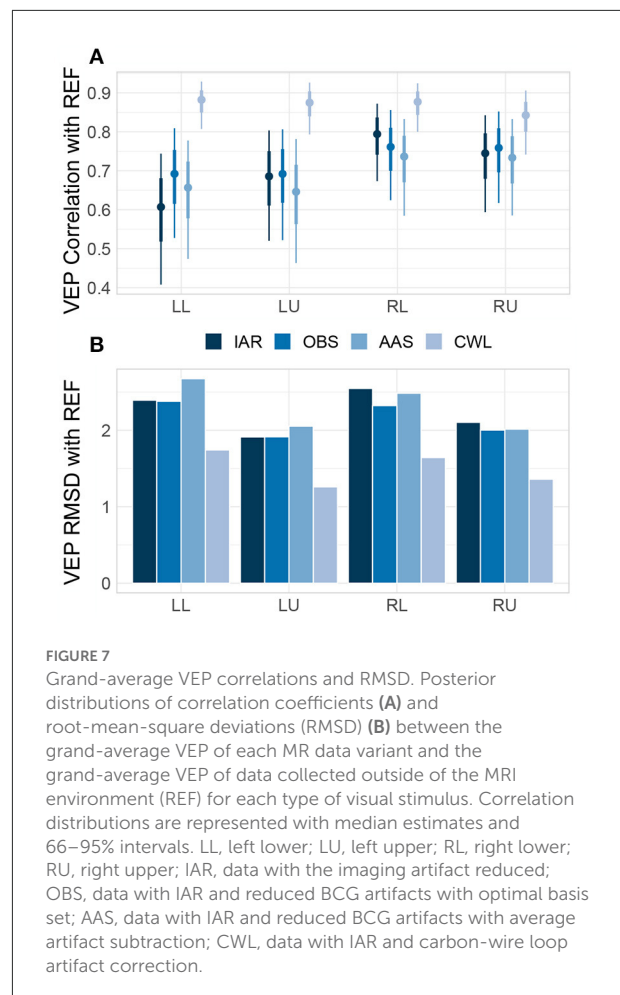 A
VEP Correlation with REF
0.9
0.8
0.7
0.6
0.5
0.4
LL LU RL RU
B
IAR OBS AAS CWL
VEP RMSD with REF
2
1
0
LL LU RL RU
FIGURE 7
Grand-average VEP correlations and RMSD. Posterior
distributions of correlation coefficients (A) and
root-mean-square deviations (RMSD) (B) between the
grand-average VEP of each MR data variant and the
grand-average VEP of data collected outside of the MRI
environment (REF) for each type of visual stimulus. Correlation
distributions are represented with median estimates and
66–95% intervals. LL, left lower; LU, left upper; RL, right lower;
RU, right upper; IAR, data with the imaging artifact reduced;
OBS, data with IAR and reduced BCG artifacts with optimal basis
set; AAS, data with IAR and reduced BCG artifacts with average
artifact subtraction; CWL, data with IAR and carbon-wire loop
artifact correction.